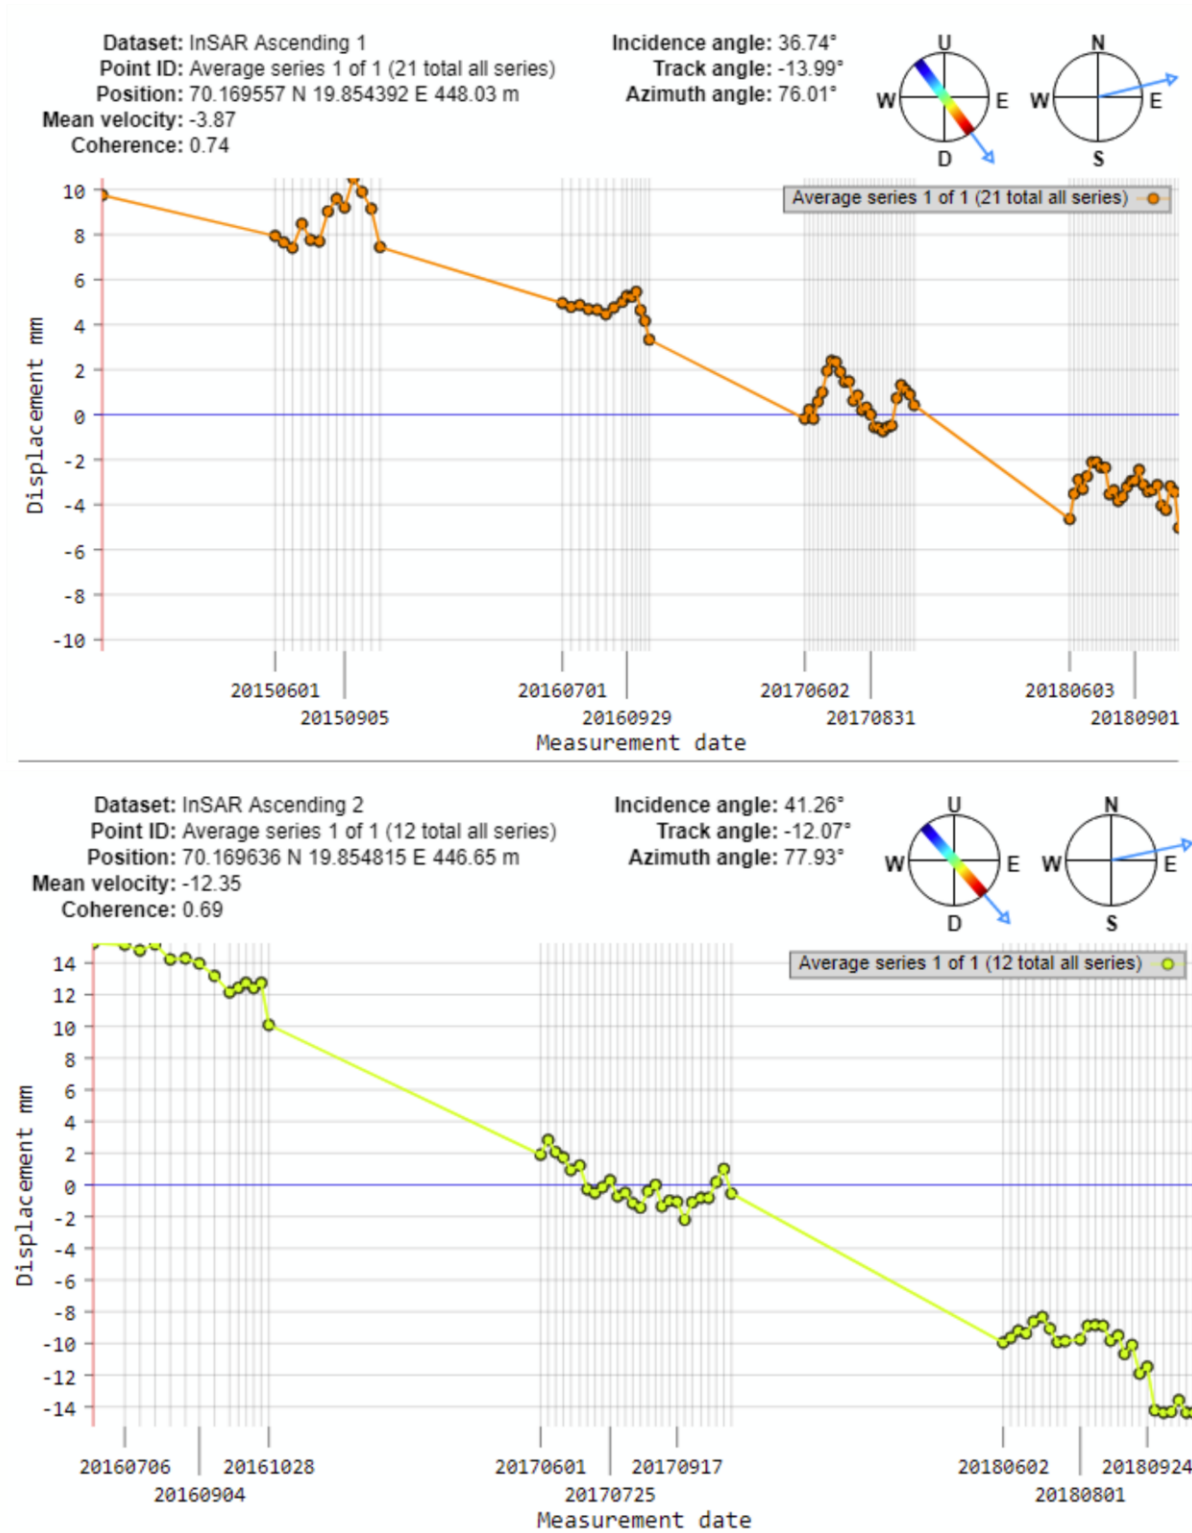 Dataset: InSAR Ascending 1
Point ID: Average series 1 of 1 (21 total all series)
Position: 70.169557 N 19.854392 E 448.03 m
Mean velocity: -3.87
Coherence: 0.74
Incidence angle: 36.74°
Track angle: -13.99°
Azimuth angle: 76.01°
U
W E
D
N
W E
S
Average series 1 of 1 (21 total all series)
Displacement mm
10
8
6
4
2
0
-2
-4
-6
-8
-10
20150601 20160701 20170602 20180603
20150905 20160929 20170831 20180901
Measurement date
Dataset: InSAR Ascending 2
Point ID: Average series 1 of 1 (12 total all series)
Position: 70.169636 N 19.854815 E 446.65 m
Mean velocity: -12.35
Coherence: 0.69
Incidence angle: 41.26°
Track angle: -12.07°
Azimuth angle: 77.93°
U
W E
D
N
W E
S
Average series 1 of 1 (12 total all series)
Displacement mm
14
12
10
8
6
4
2
0
-2
-4
-6
-8
-10
-12
-14
20160706 20161028 20170601 20170917 20180602 20180924
20160904 20170725 20180801
Measurement date